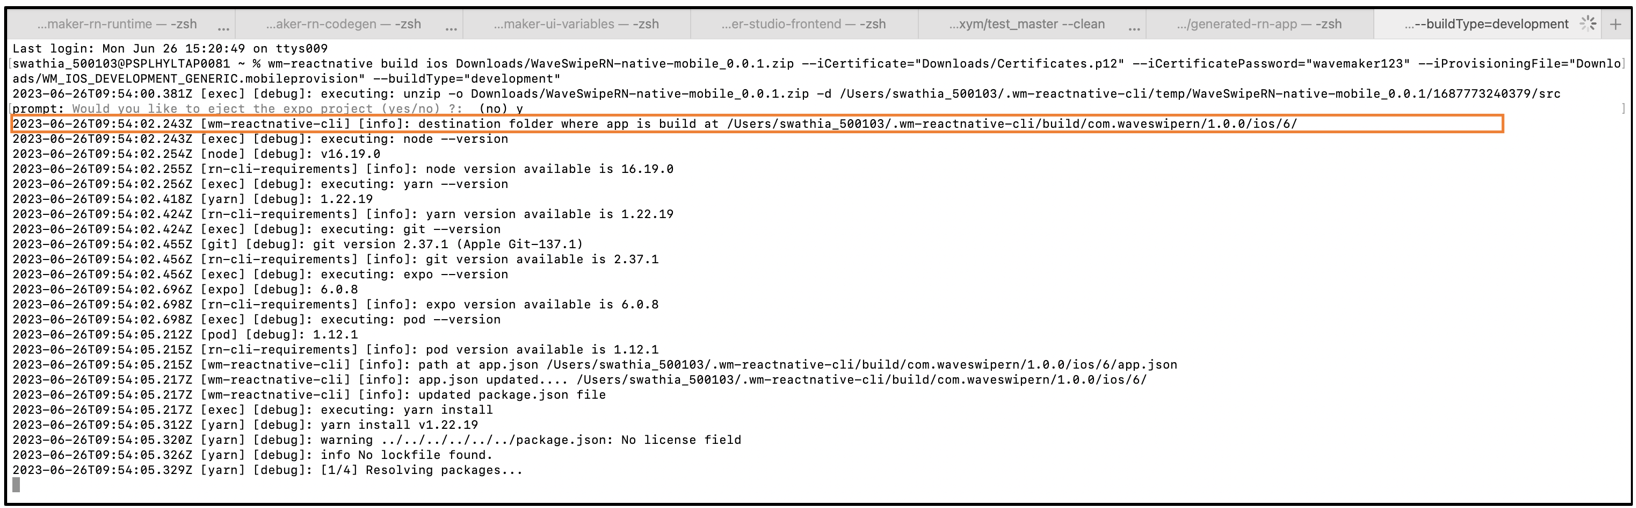 ...maker-rn-runtime — -zsh ...aker-rn-codegen — -zsh ... ...maker-ui-variables — -zsh ...er-studio-frontend — -zsh ...xym/test_master --clean ... .../generated-rn-app — -zsh ...--buildType=development +
Last login: Mon Jun 26 15:20:49 on ttys009
[swathia_500103@PSPLHYLTAP0081 ~ % wm-reactnative build ios Downloads/WaveSwipeRN-native-mobile_0.0.1.zip --iCertificate="Downloads/Certificates.p12" --iCertificatePassword="wavemaker123" --iProvisioningFile="Downlo]
ads/WM_IOS_DEVELOPMENT_GENERIC.mobileprovision" --buildType="development"
2023-06-26T09:54:00.381Z [exec] [debug]: executing: unzip -o Downloads/WaveSwipeRN-native-mobile_0.0.1.zip -d /Users/swathia_500103/.wm-reactnative-cli/temp/WaveSwipeRN-native-mobile_0.0.1/1687773240379/src
[prompt: Would you like to eject the expo project (yes/no) ?:  (no) y ]
2023-06-26T09:54:02.243Z [wm-reactnative-cli] [info]: destination folder where app is build at /Users/swathia_500103/.wm-reactnative-cli/build/com.waveswipern/1.0.0/ios/6/
2023-06-26T09:54:02.243Z [exec] [debug]: executing: node --version
2023-06-26T09:54:02.254Z [node] [debug]: v16.19.0
2023-06-26T09:54:02.255Z [rn-cli-requirements] [info]: node version available is 16.19.0
2023-06-26T09:54:02.256Z [exec] [debug]: executing: yarn --version
2023-06-26T09:54:02.418Z [yarn] [debug]: 1.22.19
2023-06-26T09:54:02.424Z [rn-cli-requirements] [info]: yarn version available is 1.22.19
2023-06-26T09:54:02.424Z [exec] [debug]: executing: git --version
2023-06-26T09:54:02.455Z [git] [debug]: git version 2.37.1 (Apple Git-137.1)
2023-06-26T09:54:02.456Z [rn-cli-requirements] [info]: git version available is 2.37.1
2023-06-26T09:54:02.456Z [exec] [debug]: executing: expo --version
2023-06-26T09:54:02.696Z [expo] [debug]: 6.0.8
2023-06-26T09:54:02.698Z [rn-cli-requirements] [info]: expo version available is 6.0.8
2023-06-26T09:54:02.698Z [exec] [debug]: executing: pod --version
2023-06-26T09:54:05.212Z [pod] [debug]: 1.12.1
2023-06-26T09:54:05.215Z [rn-cli-requirements] [info]: pod version available is 1.12.1
2023-06-26T09:54:05.215Z [wm-reactnative-cli] [info]: path at app.json /Users/swathia_500103/.wm-reactnative-cli/build/com.waveswipern/1.0.0/ios/6/app.json
2023-06-26T09:54:05.217Z [wm-reactnative-cli] [info]: app.json updated.... /Users/swathia_500103/.wm-reactnative-cli/build/com.waveswipern/1.0.0/ios/6/
2023-06-26T09:54:05.217Z [wm-reactnative-cli] [info]: updated package.json file
2023-06-26T09:54:05.217Z [exec] [debug]: executing: yarn install
2023-06-26T09:54:05.312Z [yarn] [debug]: yarn install v1.22.19
2023-06-26T09:54:05.320Z [yarn] [debug]: warning ../../../../../../package.json: No license field
2023-06-26T09:54:05.326Z [yarn] [debug]: info No lockfile found.
2023-06-26T09:54:05.329Z [yarn] [debug]: [1/4] Resolving packages...